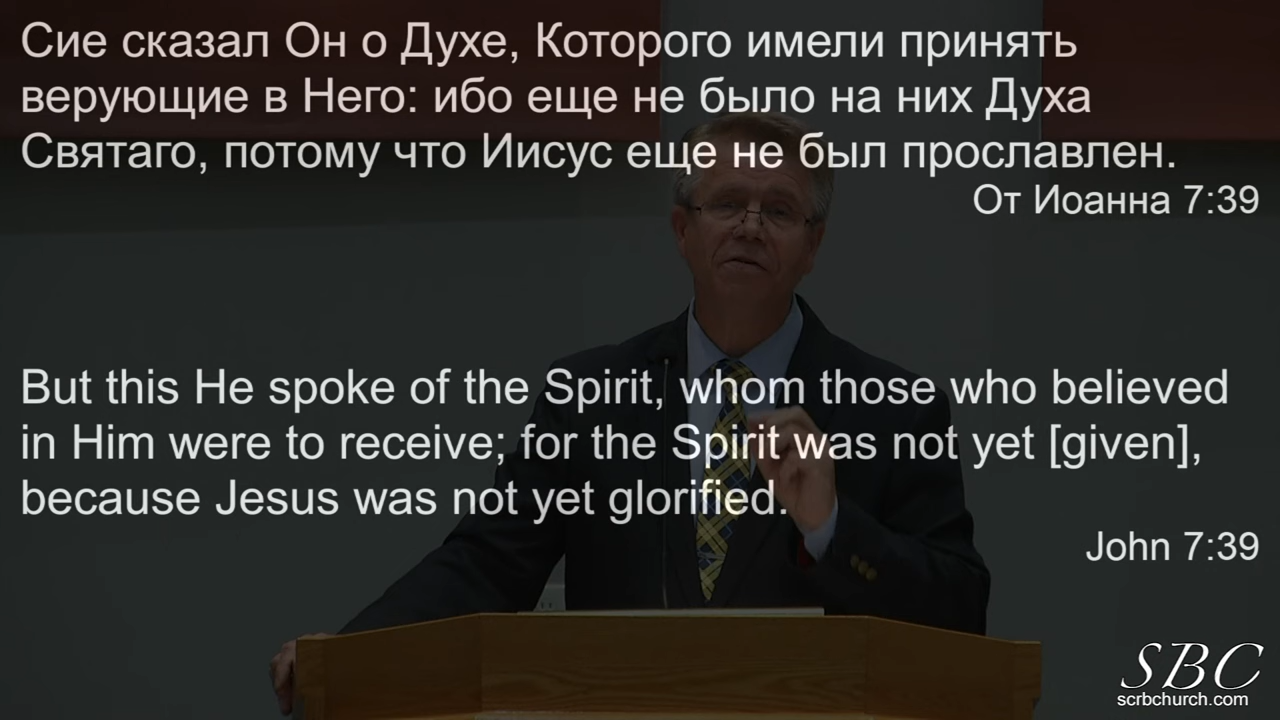 Сие сказал Он о Духе, Которого имели принять
верующие в Него: ибо еще не было на них Духа
Святаго, потому что Иисус еще не был прославлен.
От Иоанна 7:39
But this He spoke of the Spirit, whom those who believed
in Him were to receive; for the Spirit was not yet [given],
because Jesus was not yet glorified.
John 7:39
SBC
scrbchurch.com